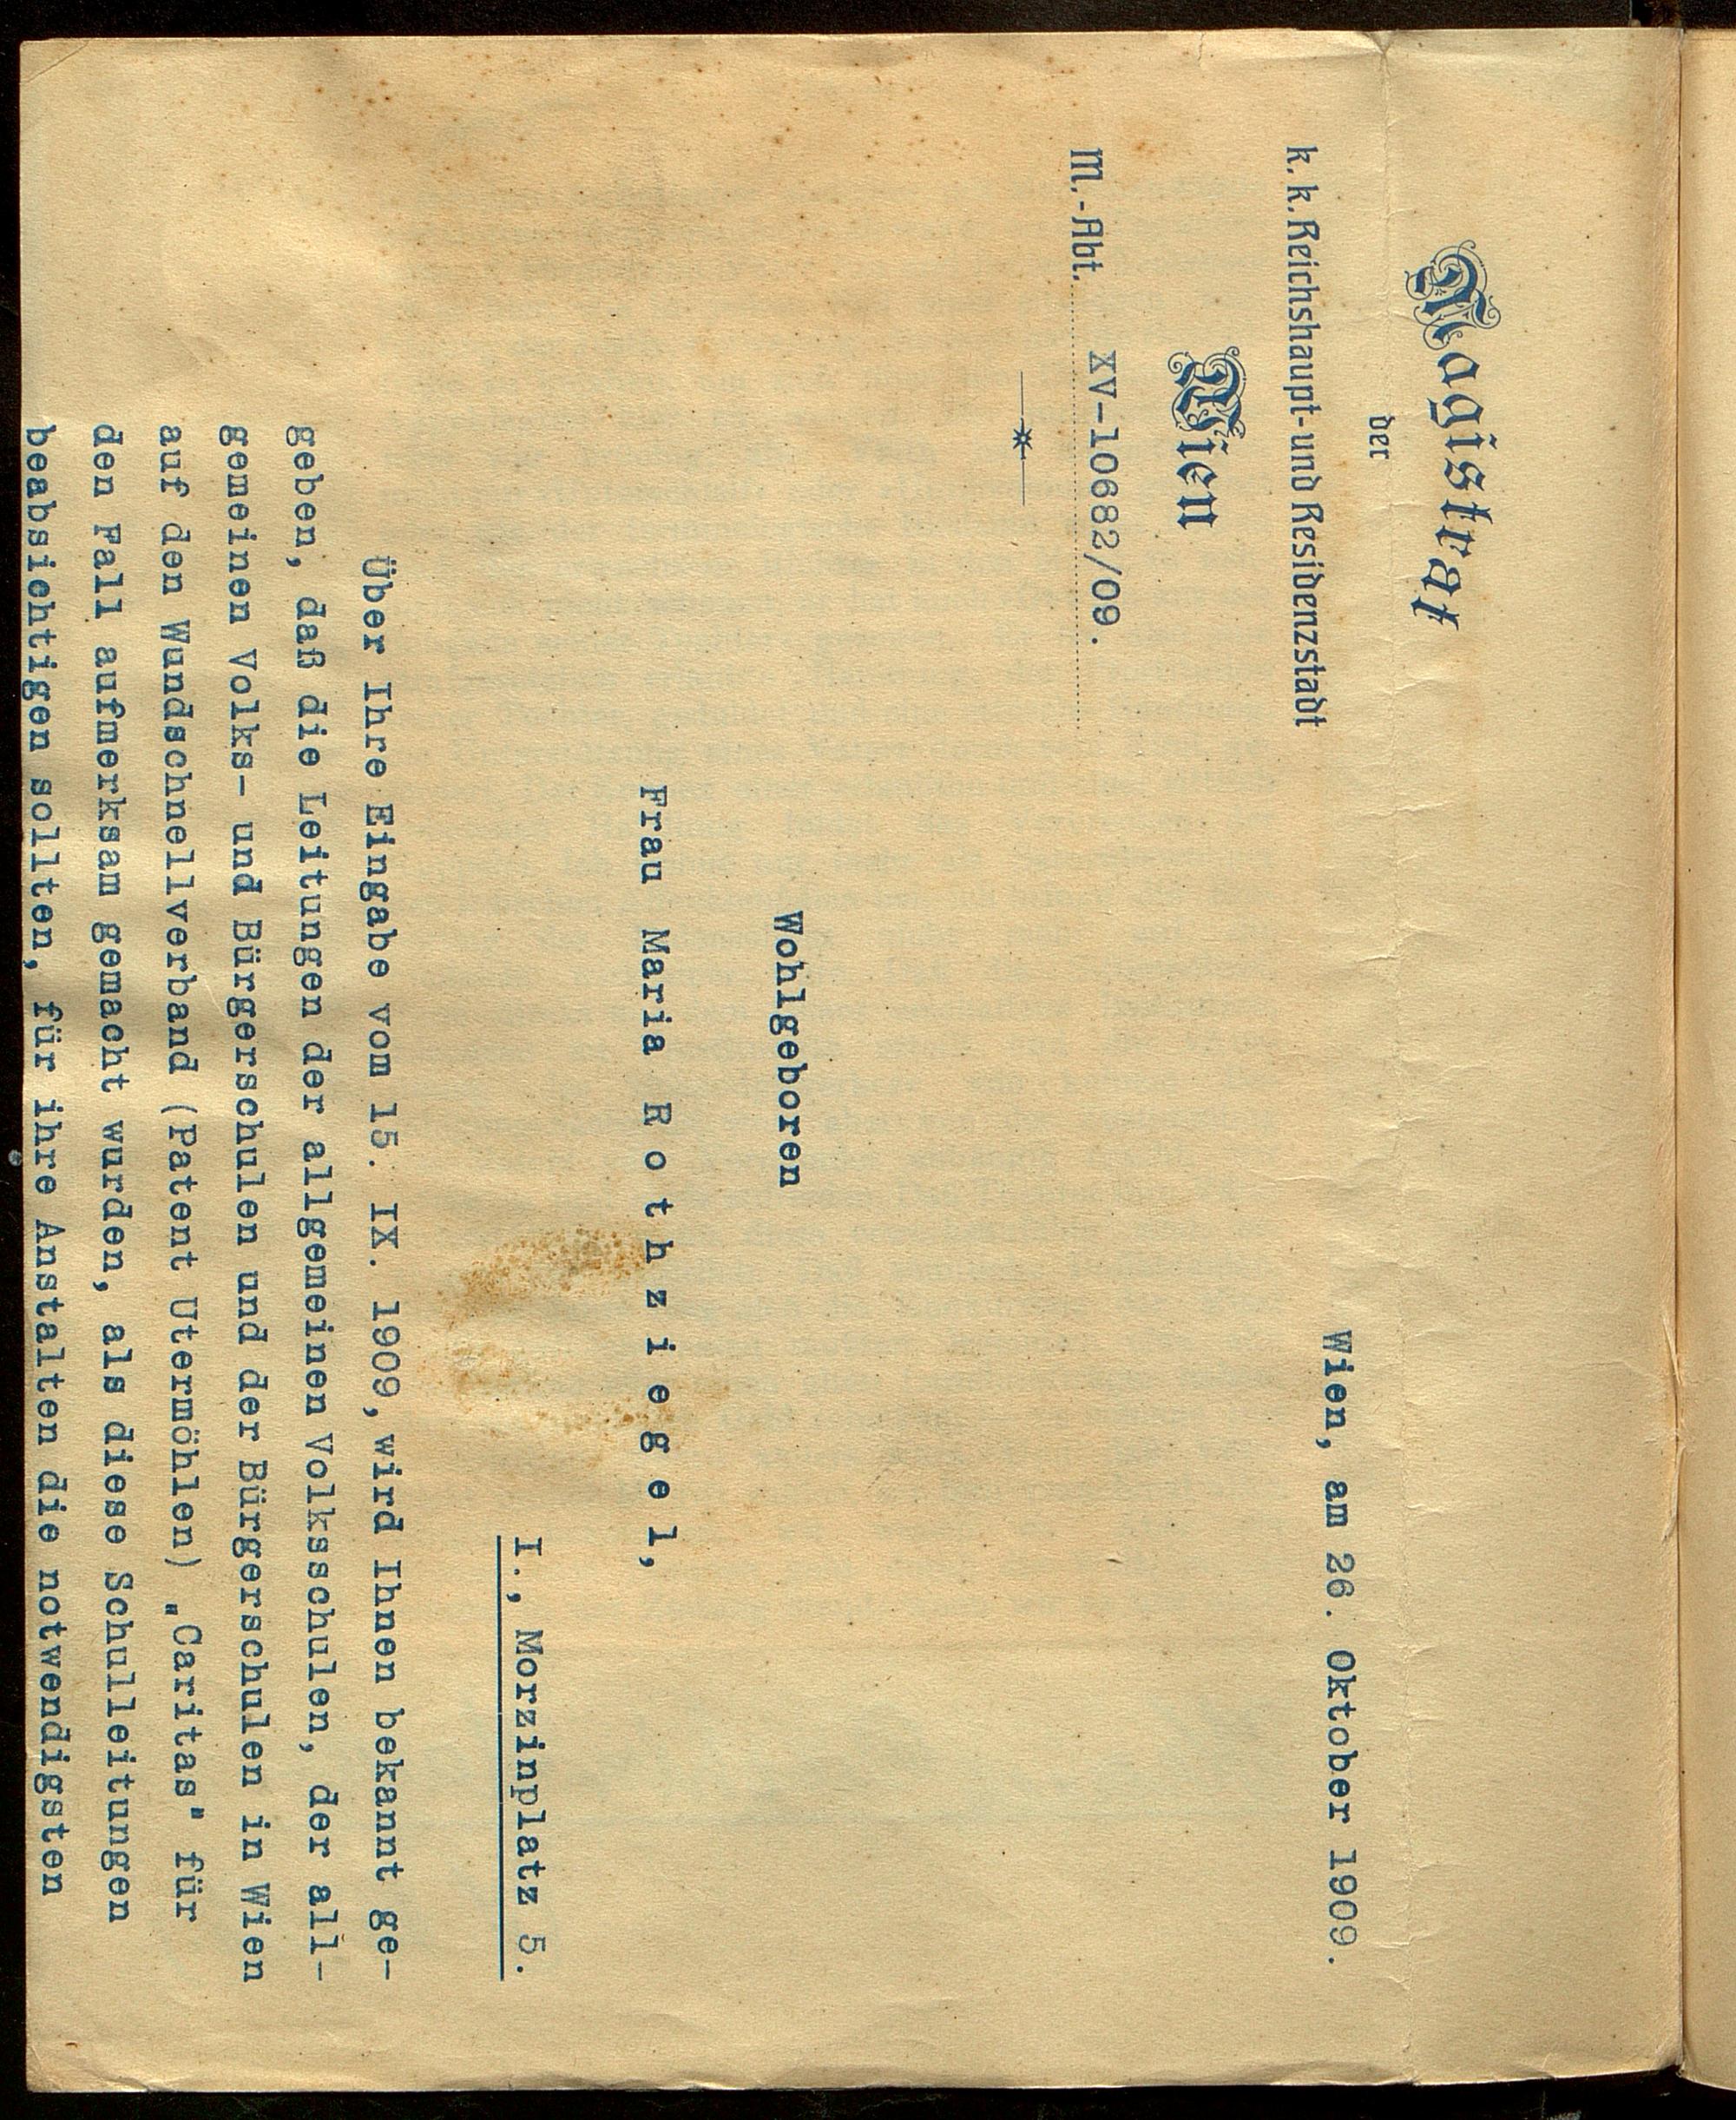 Magistrat
der
k. k. Reichshaupt- und Residenzstadt
Wien
M.-Abt. XV-10682/09.
Wien, am 26. Oktober 1909.
Wohlgeboren
Frau Maria R o t h z i e g e l,
I., Morzinplatz 5.
Über Ihre Eingabe vom 15. IX. 1909, wird Ihnen bekannt ge-
geben, daß die Leitungen der allgemeinen Volksschulen, der all-
gemeinen Volks- und Bürgerschulen und der Bürgerschulen in Wien
auf den Wundschnellverband (Patent Utermöhlen) „Caritas" für
den Fall aufmerksam gemacht wurden, als diese Schulleitungen
beabsichtigen sollten, für ihre Anstalten die notwendigsten